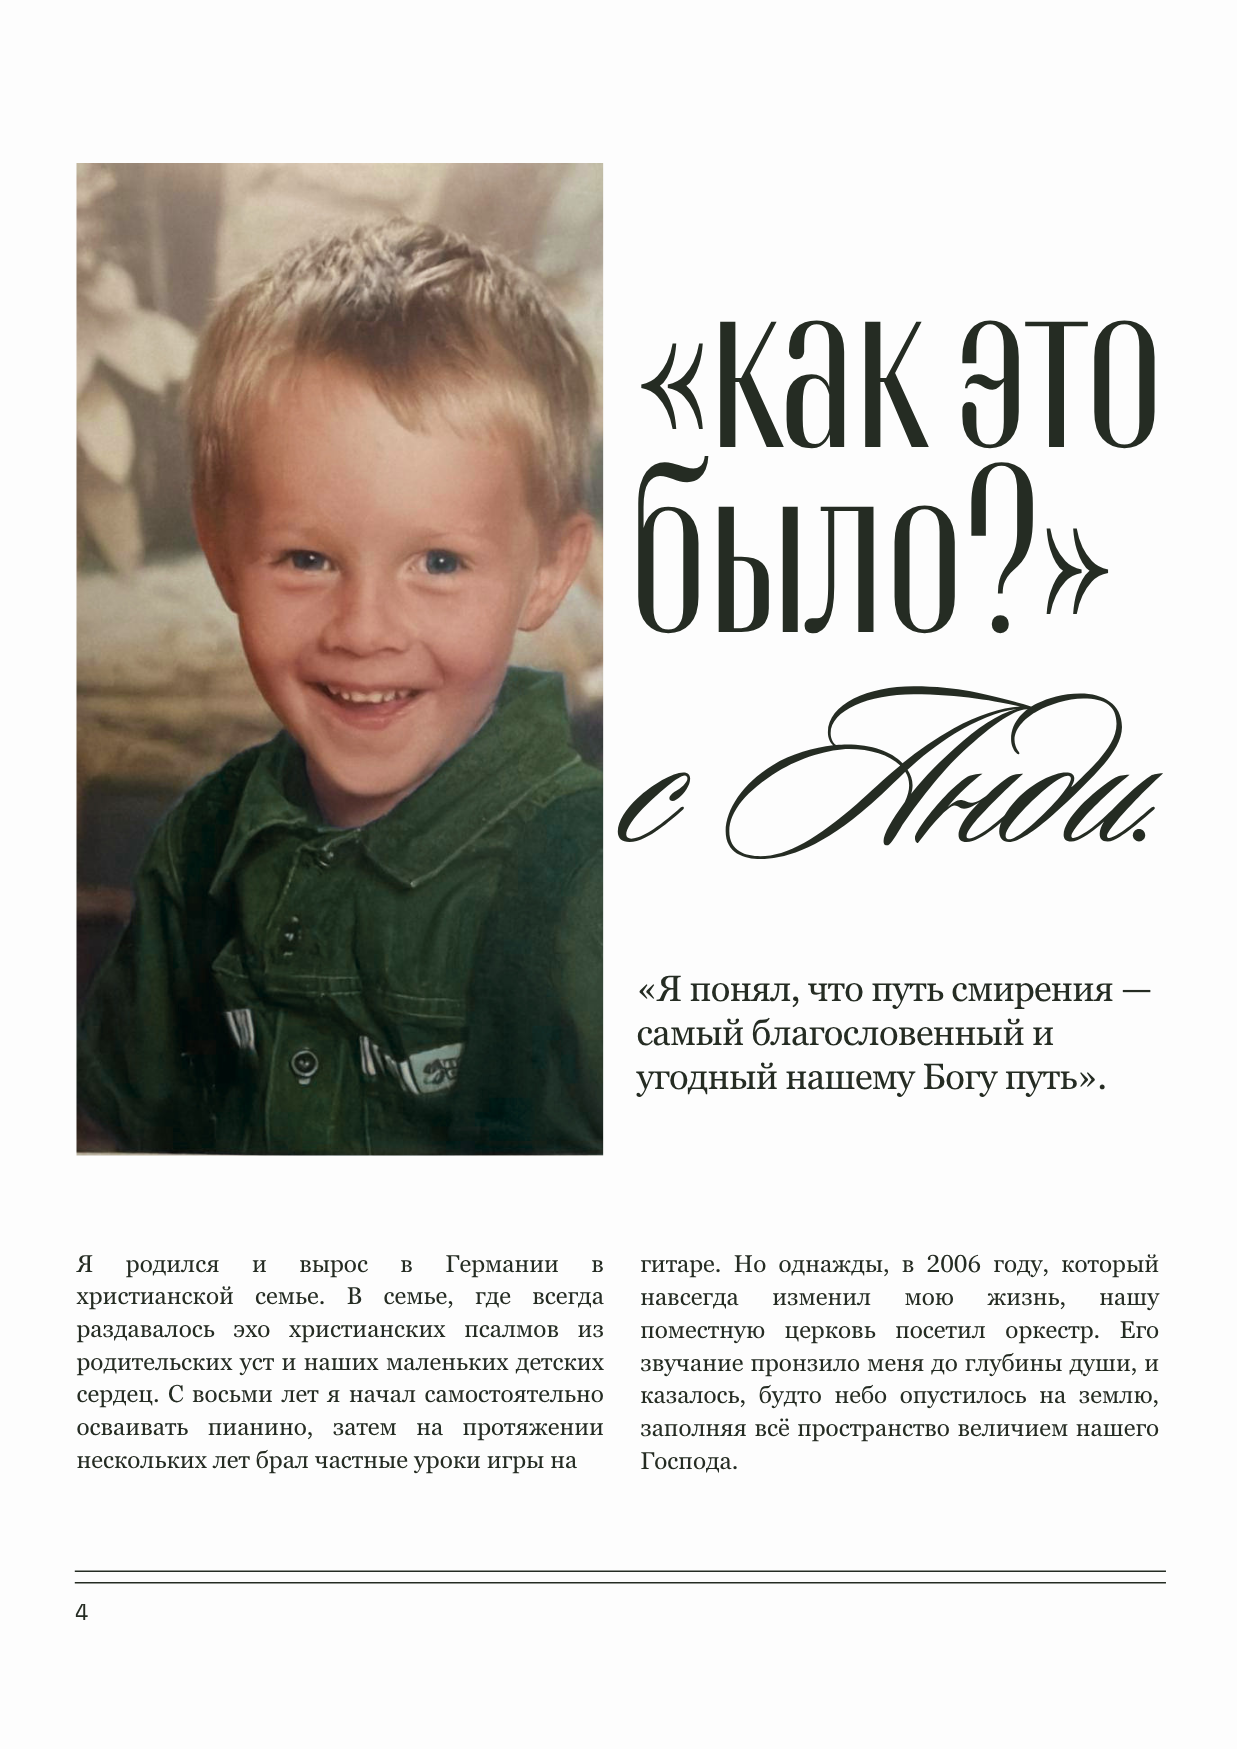 «как это
было?»
с Анди.
«Я понял, что путь смирения —
самый благословенный и
угодный нашему Богу путь».
Я родился и вырос в Германии в
христианской семье. В семье, где всегда
раздавалось эхо христианских псалмов из
родительских уст и наших маленьких детских
сердец. С восьми лет я начал самостоятельно
осваивать пианино, затем на протяжении
нескольких лет брал частные уроки игры на
гитаре. Но однажды, в 2006 году, который
навсегда изменил мою жизнь, нашу
поместную церковь посетил оркестр. Его
звучание пронзило меня до глубины души, и
казалось, будто небо опустилось на землю,
заполняя всё пространство величием нашего
Господа.
4